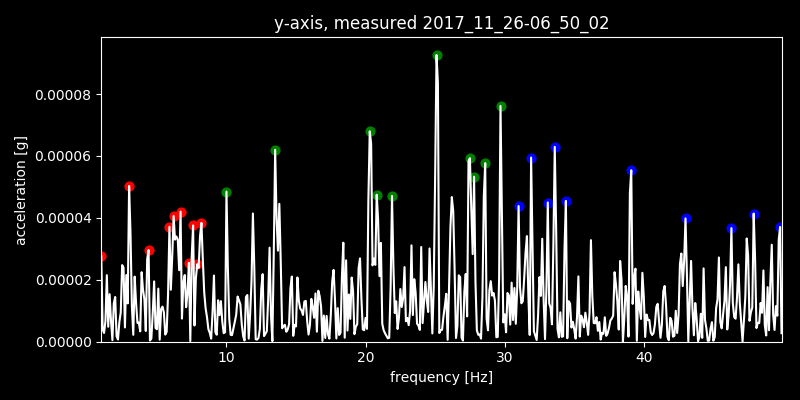 y-axis, measured 2017_11_26-06_50_02
acceleration [g]
0.00008
0.00006
0.00004
0.00002
0.00000
10 20 30 40
frequency [Hz]